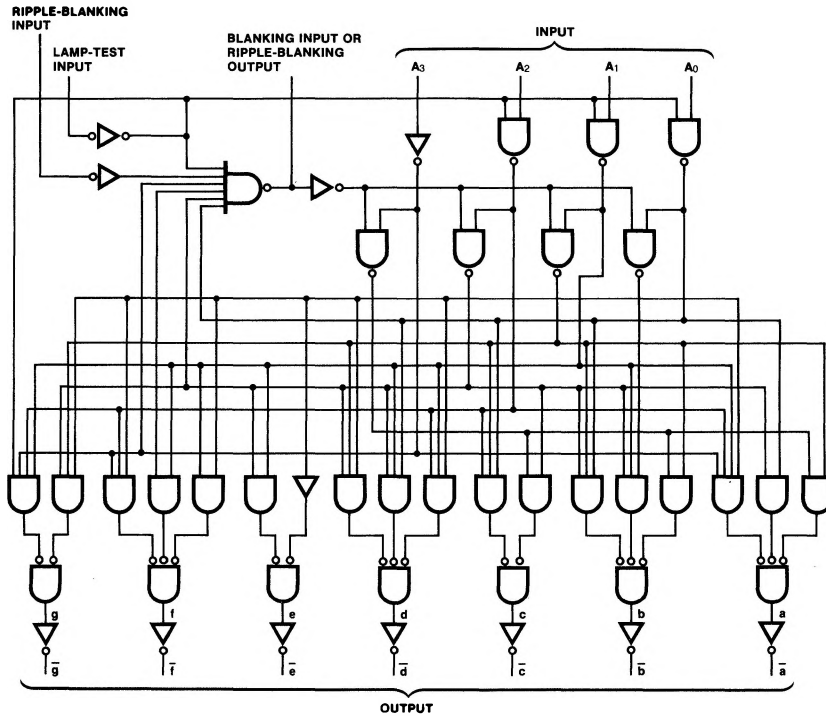 RIPPLE-BLANKING
INPUT
LAMP-TEST
INPUT
BLANKING INPUT OR
RIPPLE-BLANKING
OUTPUT
INPUT
A3
A2
A1
A0
g
f
e
d
c
b
a
g̅
f̅
e̅
d̅
c̅
b̅
a̅
OUTPUT